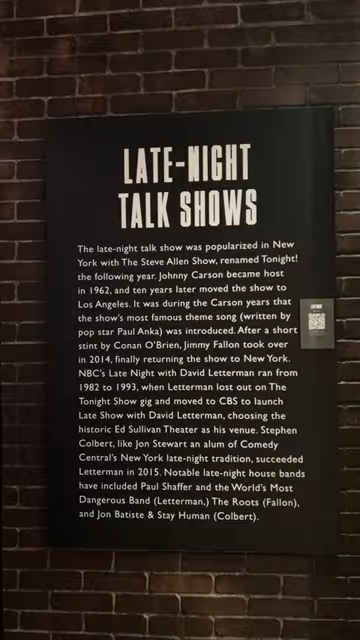 LATE-NIGHT
TALK SHOWS
The late-night talk show was popularized in New
York with The Steve Allen Show, renamed Tonight!
the following year. Johnny Carson became host
in 1962, and ten years later moved the show to
Los Angeles. It was during the Carson years that
the show's most famous theme song (written by
pop star Paul Anka) was introduced. After a short
stint by Conan O'Brien, Jimmy Fallon took over
in 2014, finally returning the show to New York.
NBC's Late Night with David Letterman ran from
1982 to 1993, when Letterman lost out on The
Tonight Show gig and moved to CBS to launch
Late Show with David Letterman, choosing the
historic Ed Sullivan Theater as his venue. Stephen
Colbert, like Jon Stewart an alum of Comedy
Central's New York late-night tradition, succeeded
Letterman in 2015. Notable late-night house bands
have included Paul Shaffer and the World's Most
Dangerous Band (Letterman,) The Roots (Fallon),
and Jon Batiste & Stay Human (Colbert).